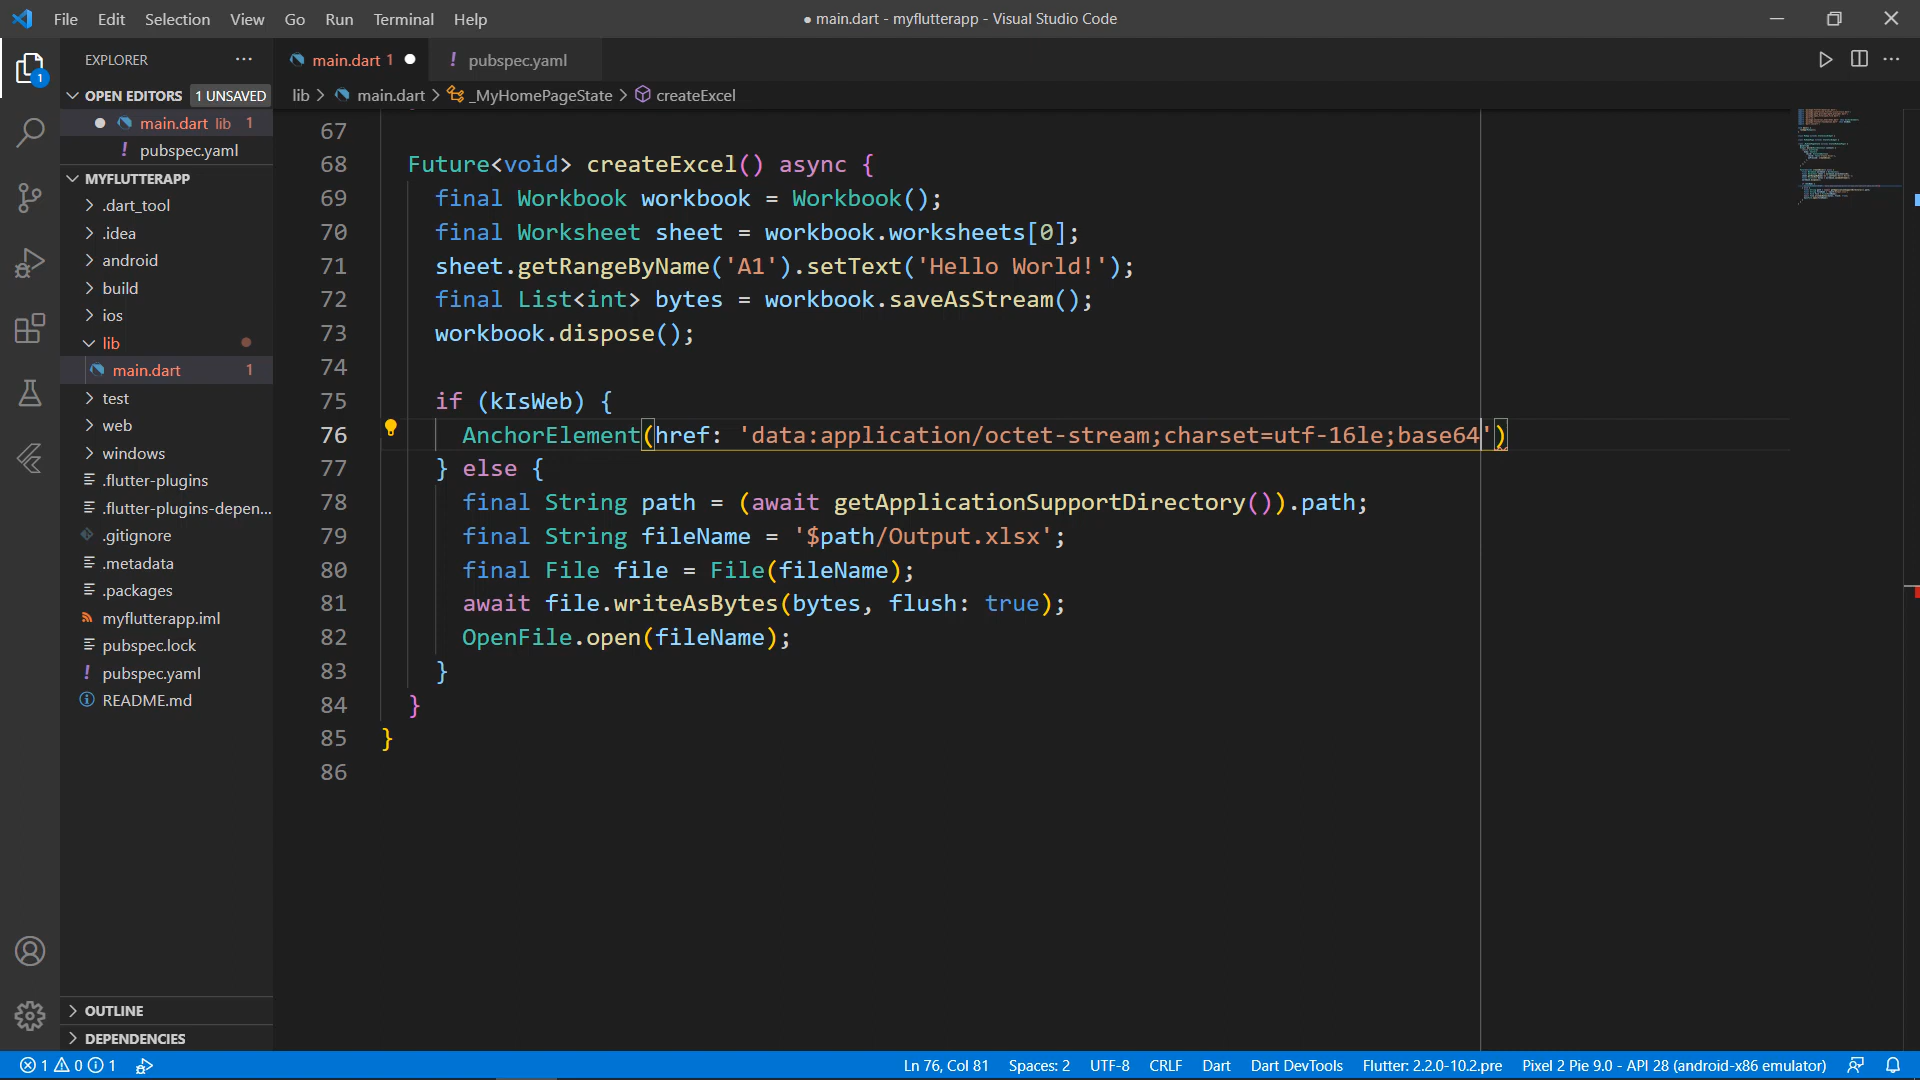 File Edit Selection View Go Run Terminal Help
● main.dart - myflutterapp - Visual Studio Code
EXPLORER
main.dart 1
pubspec.yaml
OPEN EDITORS 1 UNSAVED
lib > main.dart > _MyHomePageState > createExcel
1
main.dart lib 1
! pubspec.yaml
MYFLUTTERAPP
.dart_tool
.idea
android
build
ios
lib
main.dart 1
test
web
windows
.flutter-plugins
.flutter-plugins-depen...
.gitignore
.metadata
.packages
myflutterapp.iml
pubspec.lock
! pubspec.yaml
README.md
OUTLINE
DEPENDENCIES
67
68 Future<void> createExcel() async {
69 final Workbook workbook = Workbook();
70 final Worksheet sheet = workbook.worksheets[0];
71 sheet.getRangeByName('A1').setText('Hello World!');
72 final List<int> bytes = workbook.saveAsStream();
73 workbook.dispose();
74
75 if (kIsWeb) {
76 AnchorElement(href: 'data:application/octet-stream;charset=utf-16le;base64')
77 } else {
78 final String path = (await getApplicationSupportDirectory()).path;
79 final String fileName = '$path/Output.xlsx';
80 final File file = File(fileName);
81 await file.writeAsBytes(bytes, flush: true);
82 OpenFile.open(fileName);
83 }
84 }
85 }
86
1 0 1
Ln 76, Col 81 Spaces: 2 UTF-8 CRLF Dart Dart DevTools Flutter: 2.2.0-10.2.pre Pixel 2 Pie 9.0 - API 28 (android-x86 emulator)